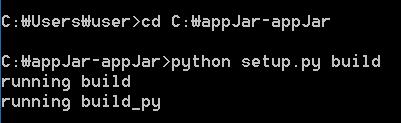 C:₩Users₩user>cd C:₩appJar-appJar
C:₩appJar-appJar>python setup.py build
running build
running build_py